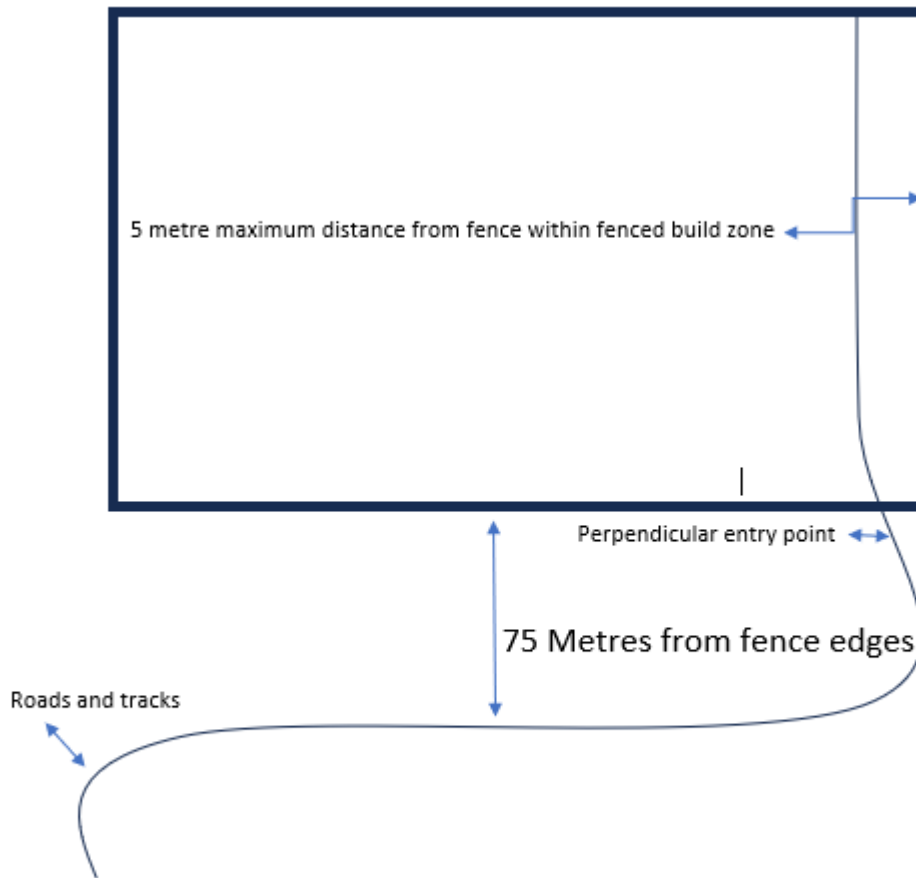 5 metre maximum distance from fence within fenced build zone
Perpendicular entry point
75 Metres from fence edges
Roads and tracks